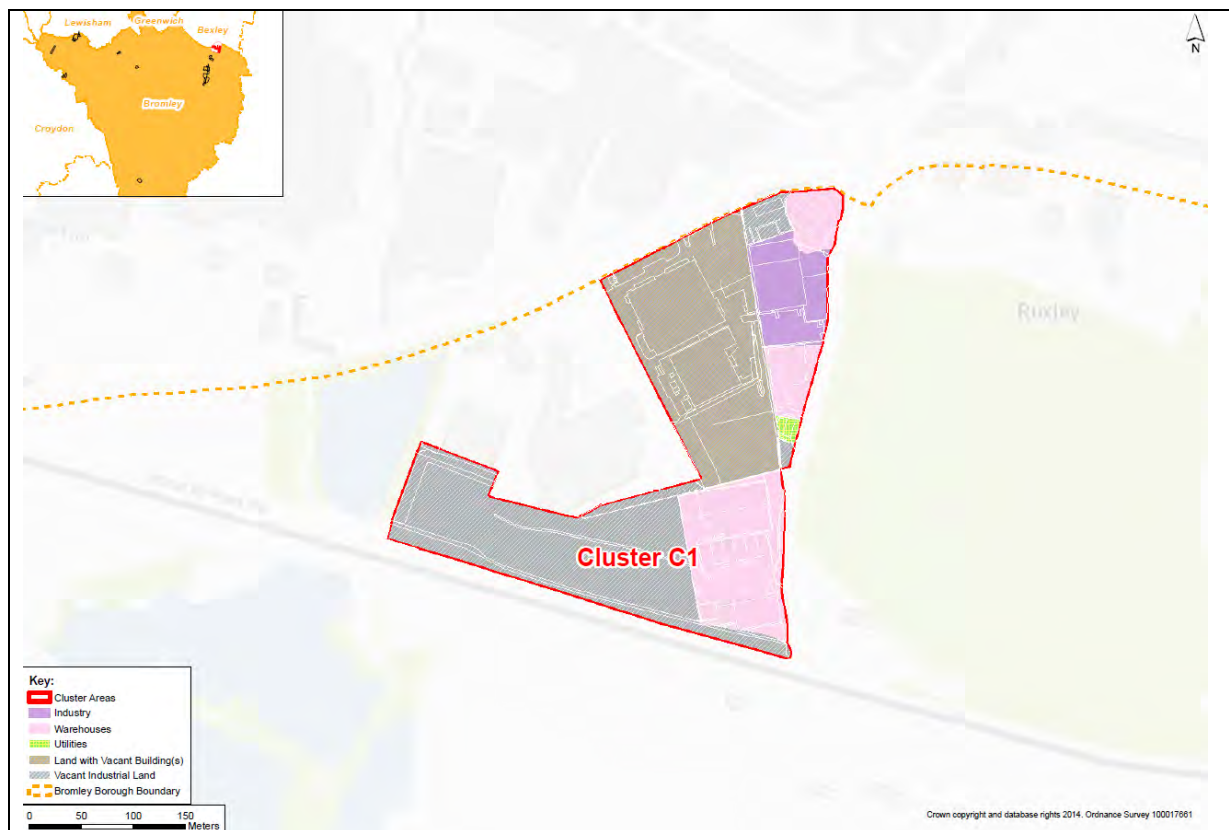 Lewisham
Greenwich
Bexley
Bromley
Croydon
N
Ruxley
Cluster C1
Key:
Cluster Areas
Industry
Warehouses
Utilities
Land with Vacant Building(s)
Vacant Industrial Land
Bromley Borough Boundary
0 50 100 150
Meters
Crown copyright and database rights 2014. Ordnance Survey 100017661